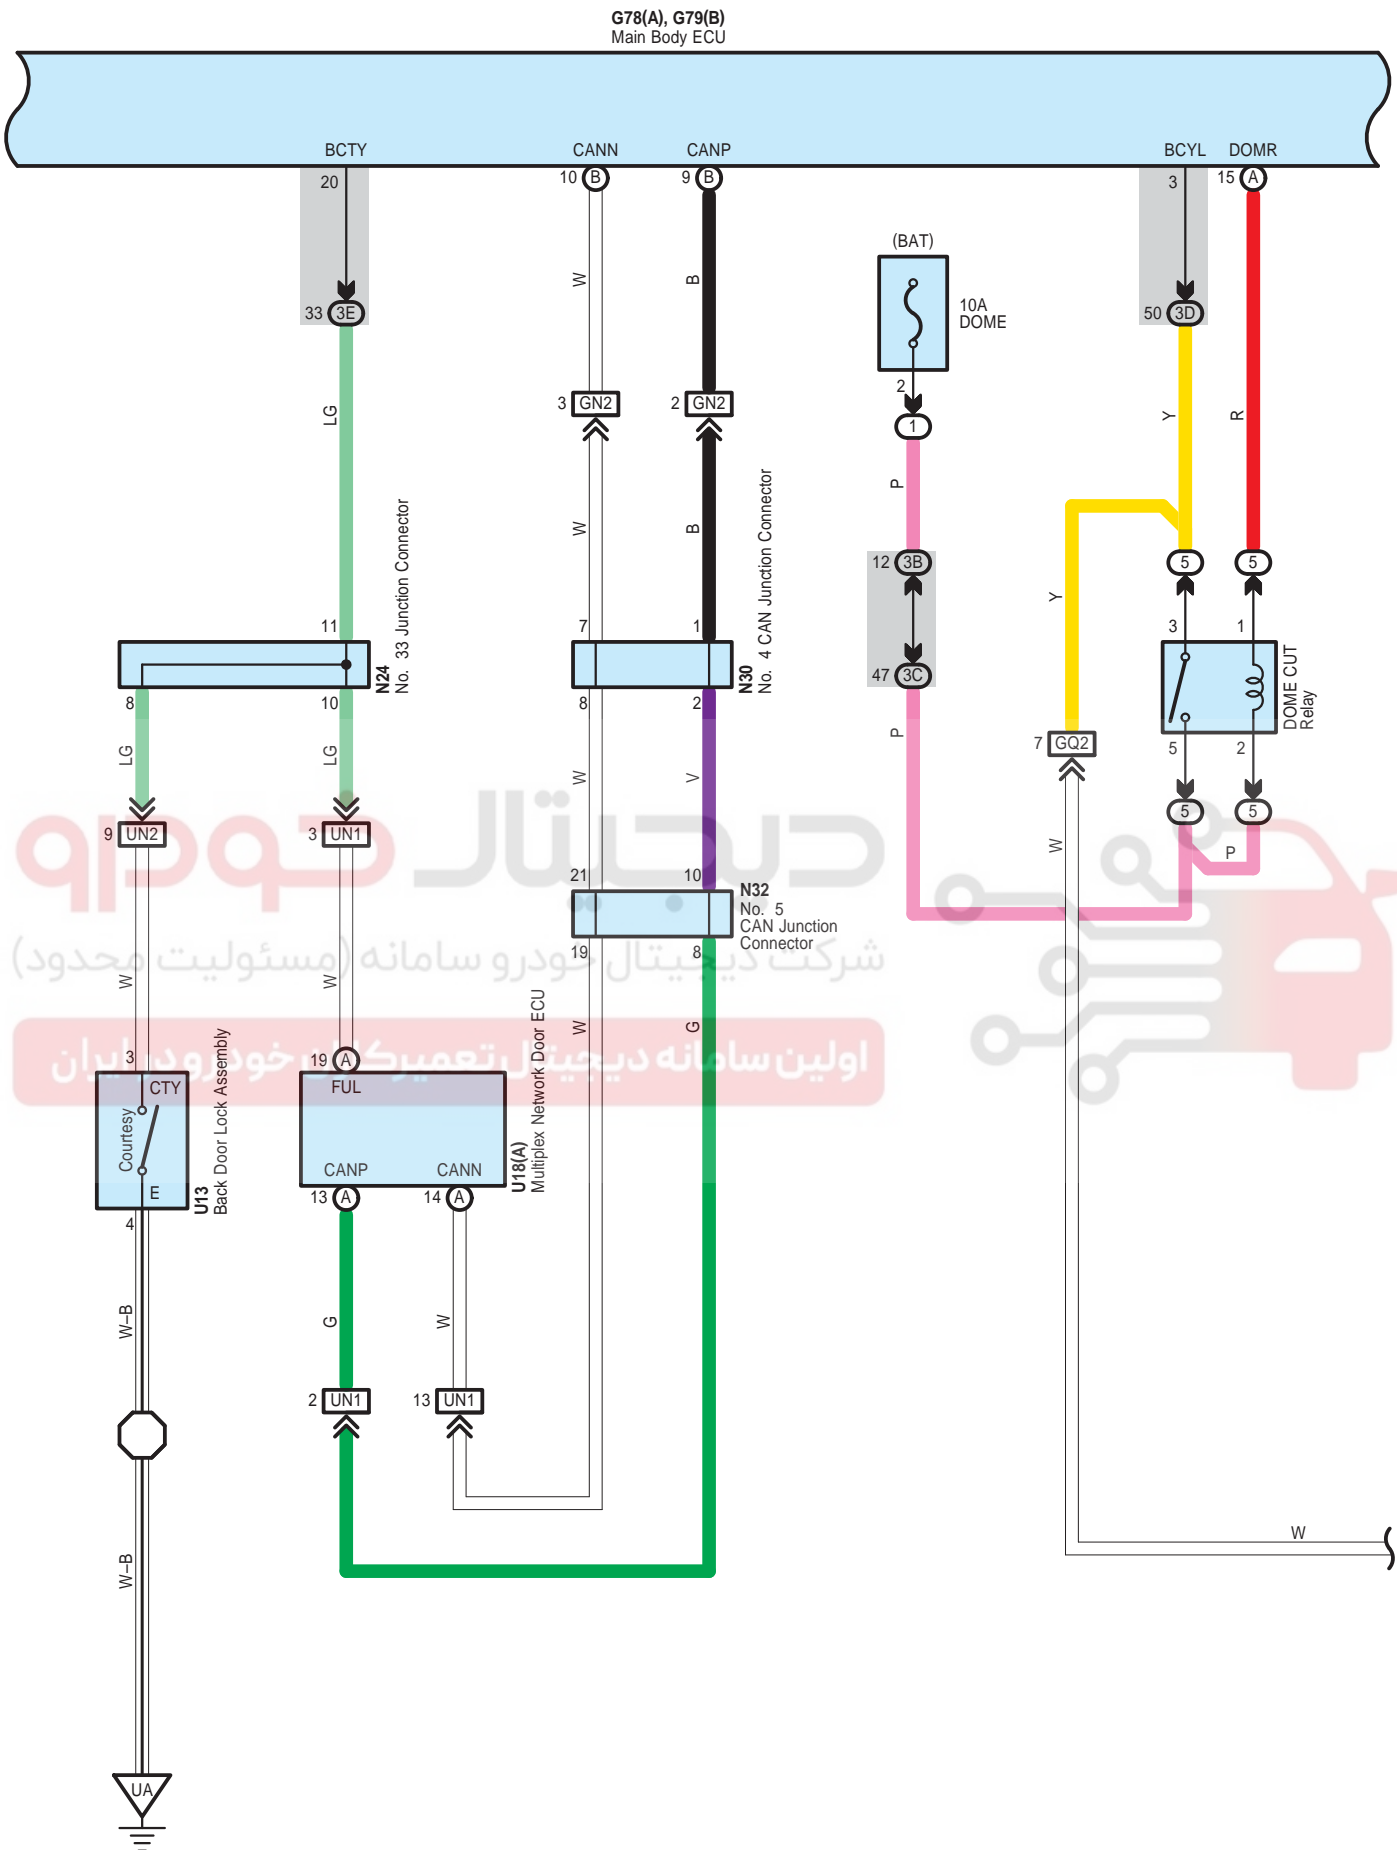 G78(A), G79(B)
Main Body ECU
BCTY
CANN
CANP
BCYL
DOMR
20
10 B
9 B
3
15 A
W
B
(BAT)
10A
DOME
33 3E
50 3D
2
3 GN2
2 GN2
1
LG
Y
R
P
W
B
12 3B
5
5
Y
11
7
1
3
1
N24
No. 33 Junction Connector
N30
No. 4 CAN Junction Connector
47 3C
DOME CUT
Relay
8
10
8
2
P
7 GQ2
5
2
LG
LG
W
V
9 UN2
3 UN1
5
5
دیجیتال خودرو
W
P
21
10
N32
No. 5
CAN Junction
Connector
شرکت دیجیتال خودرو سامانه (مسئولیت محدود)
19
8
W
W
W
G
اولین سامانه دیجیتال تعمیرکاران خودرو در ایران
3
19 A
CTY
FUL
Courtesy
E
U13
Back Door Lock Assembly
CANP
CANN
U18(A)
Multiplex Network Door ECU
4
13 A
14 A
W–B
G
W
2 UN1
13 UN1
W–B
W
UA